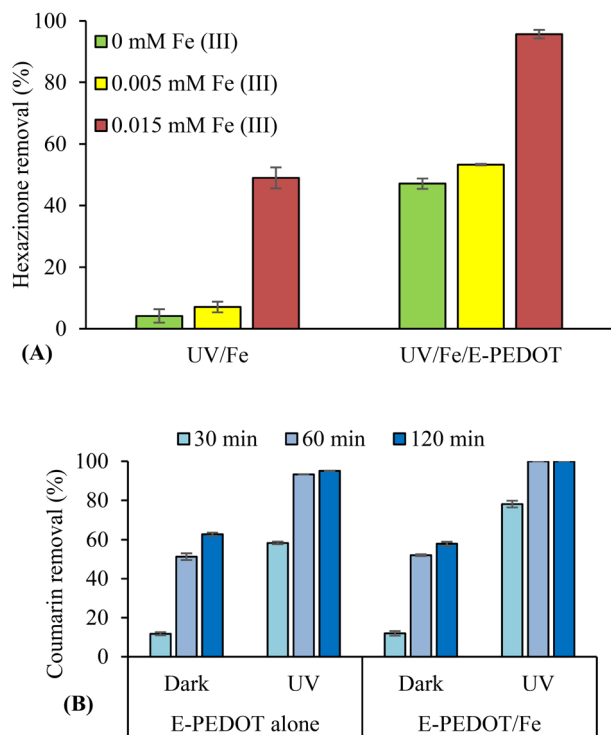 100
80
60
40
20
0
Hexazinone removal (%)
0 mM Fe (III)
0.005 mM Fe (III)
0.015 mM Fe (III)
UV/Fe
UV/Fe/E-PEDOT
(A)
30 min 60 min 120 min
100
80
60
40
20
0
Coumarin removal (%)
Dark UV Dark UV
E-PEDOT alone E-PEDOT/Fe
(B)